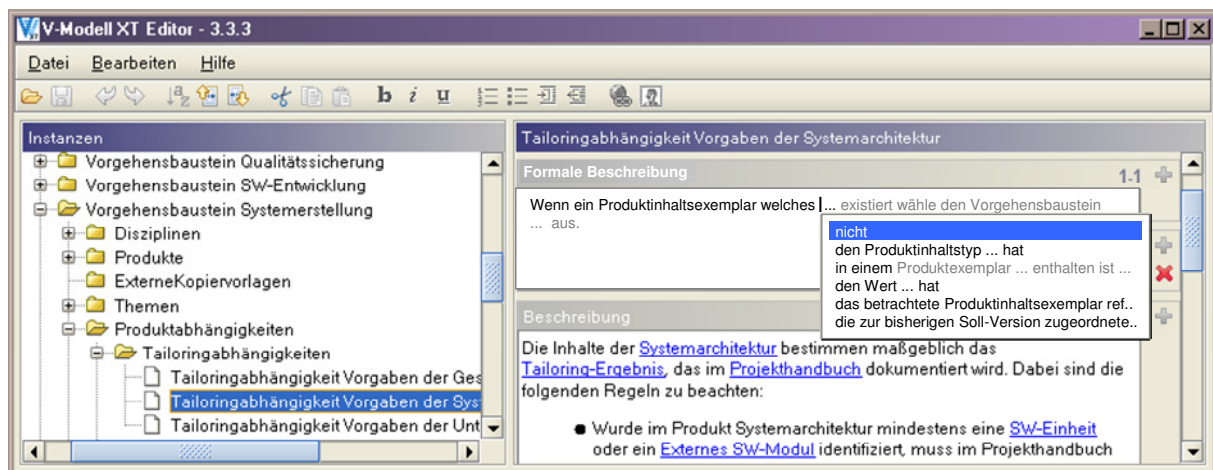 V-Modell XT Editor - 3.3.3
Datei Bearbeiten Hilfe
b i u
Instanzen
Vorgehensbaustein Qualitätssicherung
Vorgehensbaustein SW-Entwicklung
Vorgehensbaustein Systemerstellung
Disziplinen
Produkte
ExterneKopiervorlagen
Themen
Produktabhängigkeiten
Tailoringabhängigkeiten
Tailoringabhängigkeit Vorgaben der Ges
Tailoringabhängigkeit Vorgaben der Sys
Tailoringabhängigkeit Vorgaben der Unt
Tailoringabhängigkeit Vorgaben der Systemarchitektur
Formale Beschreibung 1-1
Wenn ein Produktinhaltsexemplar welches ... existiert wähle den Vorgehensbaustein
... aus.
nicht
den Produktinhaltstyp ... hat
in einem Produktexemplar ... enthalten ist ...
den Wert ... hat
das betrachtete Produktinhaltsexemplar ref..
die zur bisherigen Soll-Version zugeordnete..
Beschreibung
Die Inhalte der Systemarchitektur bestimmen maßgeblich das
Tailoring-Ergebnis, das im Projekthandbuch dokumentiert wird. Dabei sind die
folgenden Regeln zu beachten:
● Wurde im Produkt Systemarchitektur mindestens eine SW-Einheit
oder ein Externes SW-Modul identifiziert, muss im Projekthandbuch